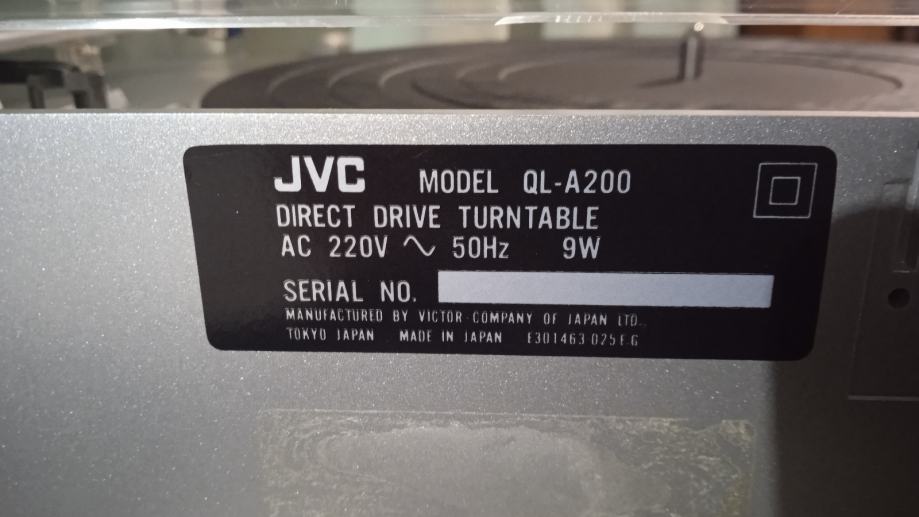 JVC MODEL QL-A200
DIRECT DRIVE TURNTABLE
AC 220V ~ 50Hz 9W
SERIAL NO.
MANUFACTURED BY VICTOR COMPANY OF JAPAN LTD.,
TOKYO JAPAN MADE IN JAPAN E301463 025 E.G